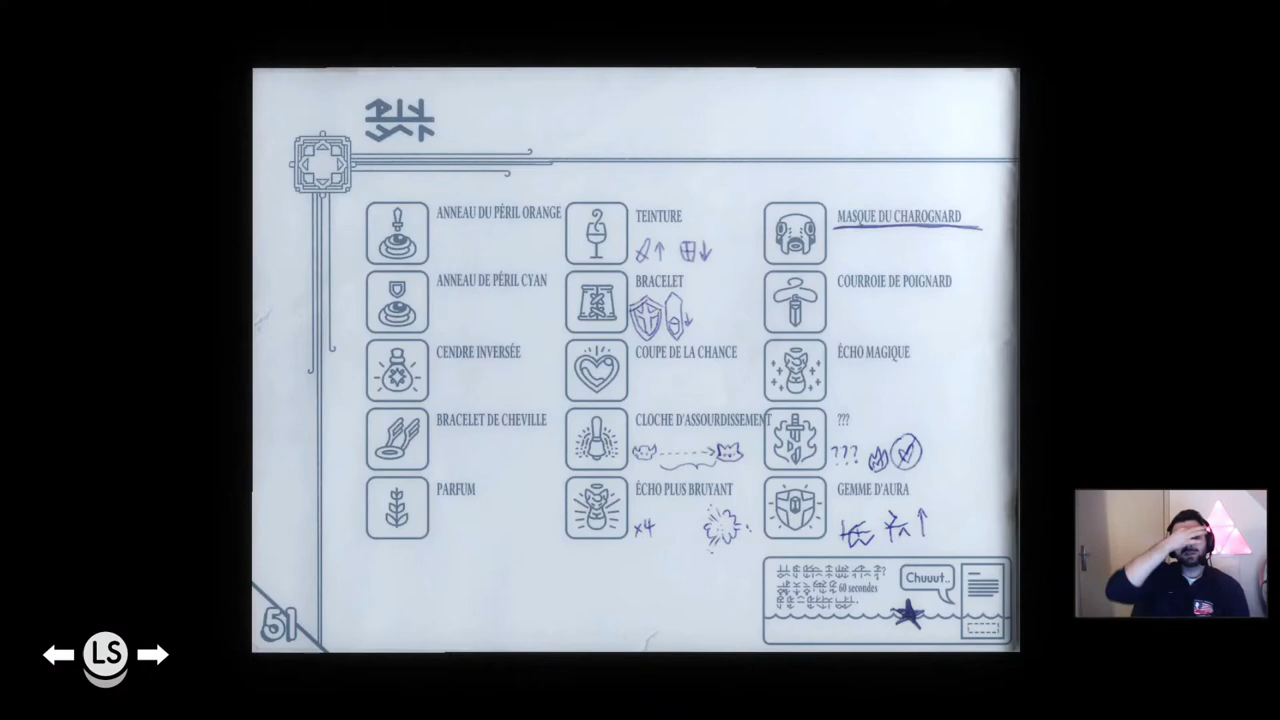 ANNEAU DU PÉRIL ORANGE
ANNEAU DE PÉRIL CYAN
CENDRE INVERSÉE
BRACELET DE CHEVILLE
PARFUM
TEINTURE
BRACELET
COUPE DE LA CHANCE
CLOCHE D'ASSOURDISSEMENT
ÉCHO PLUS BRUYANT
x4
MASQUE DU CHAROGNARD
COURROIE DE POIGNARD
ÉCHO MAGIQUE
???
???
GEMME D'AURA
?
60 secondes
Chuuut..
51
LS